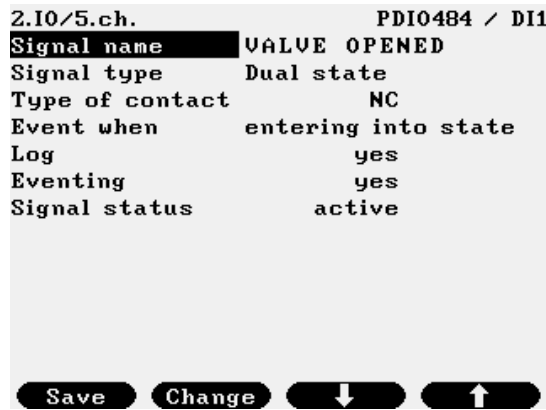 2.IO/5.ch. PDIO484 / DI1
Signal name VALVE OPENED
Signal type Dual state
Type of contact NC
Event when entering into state
Log yes
Eventing yes
Signal status active
Save Change